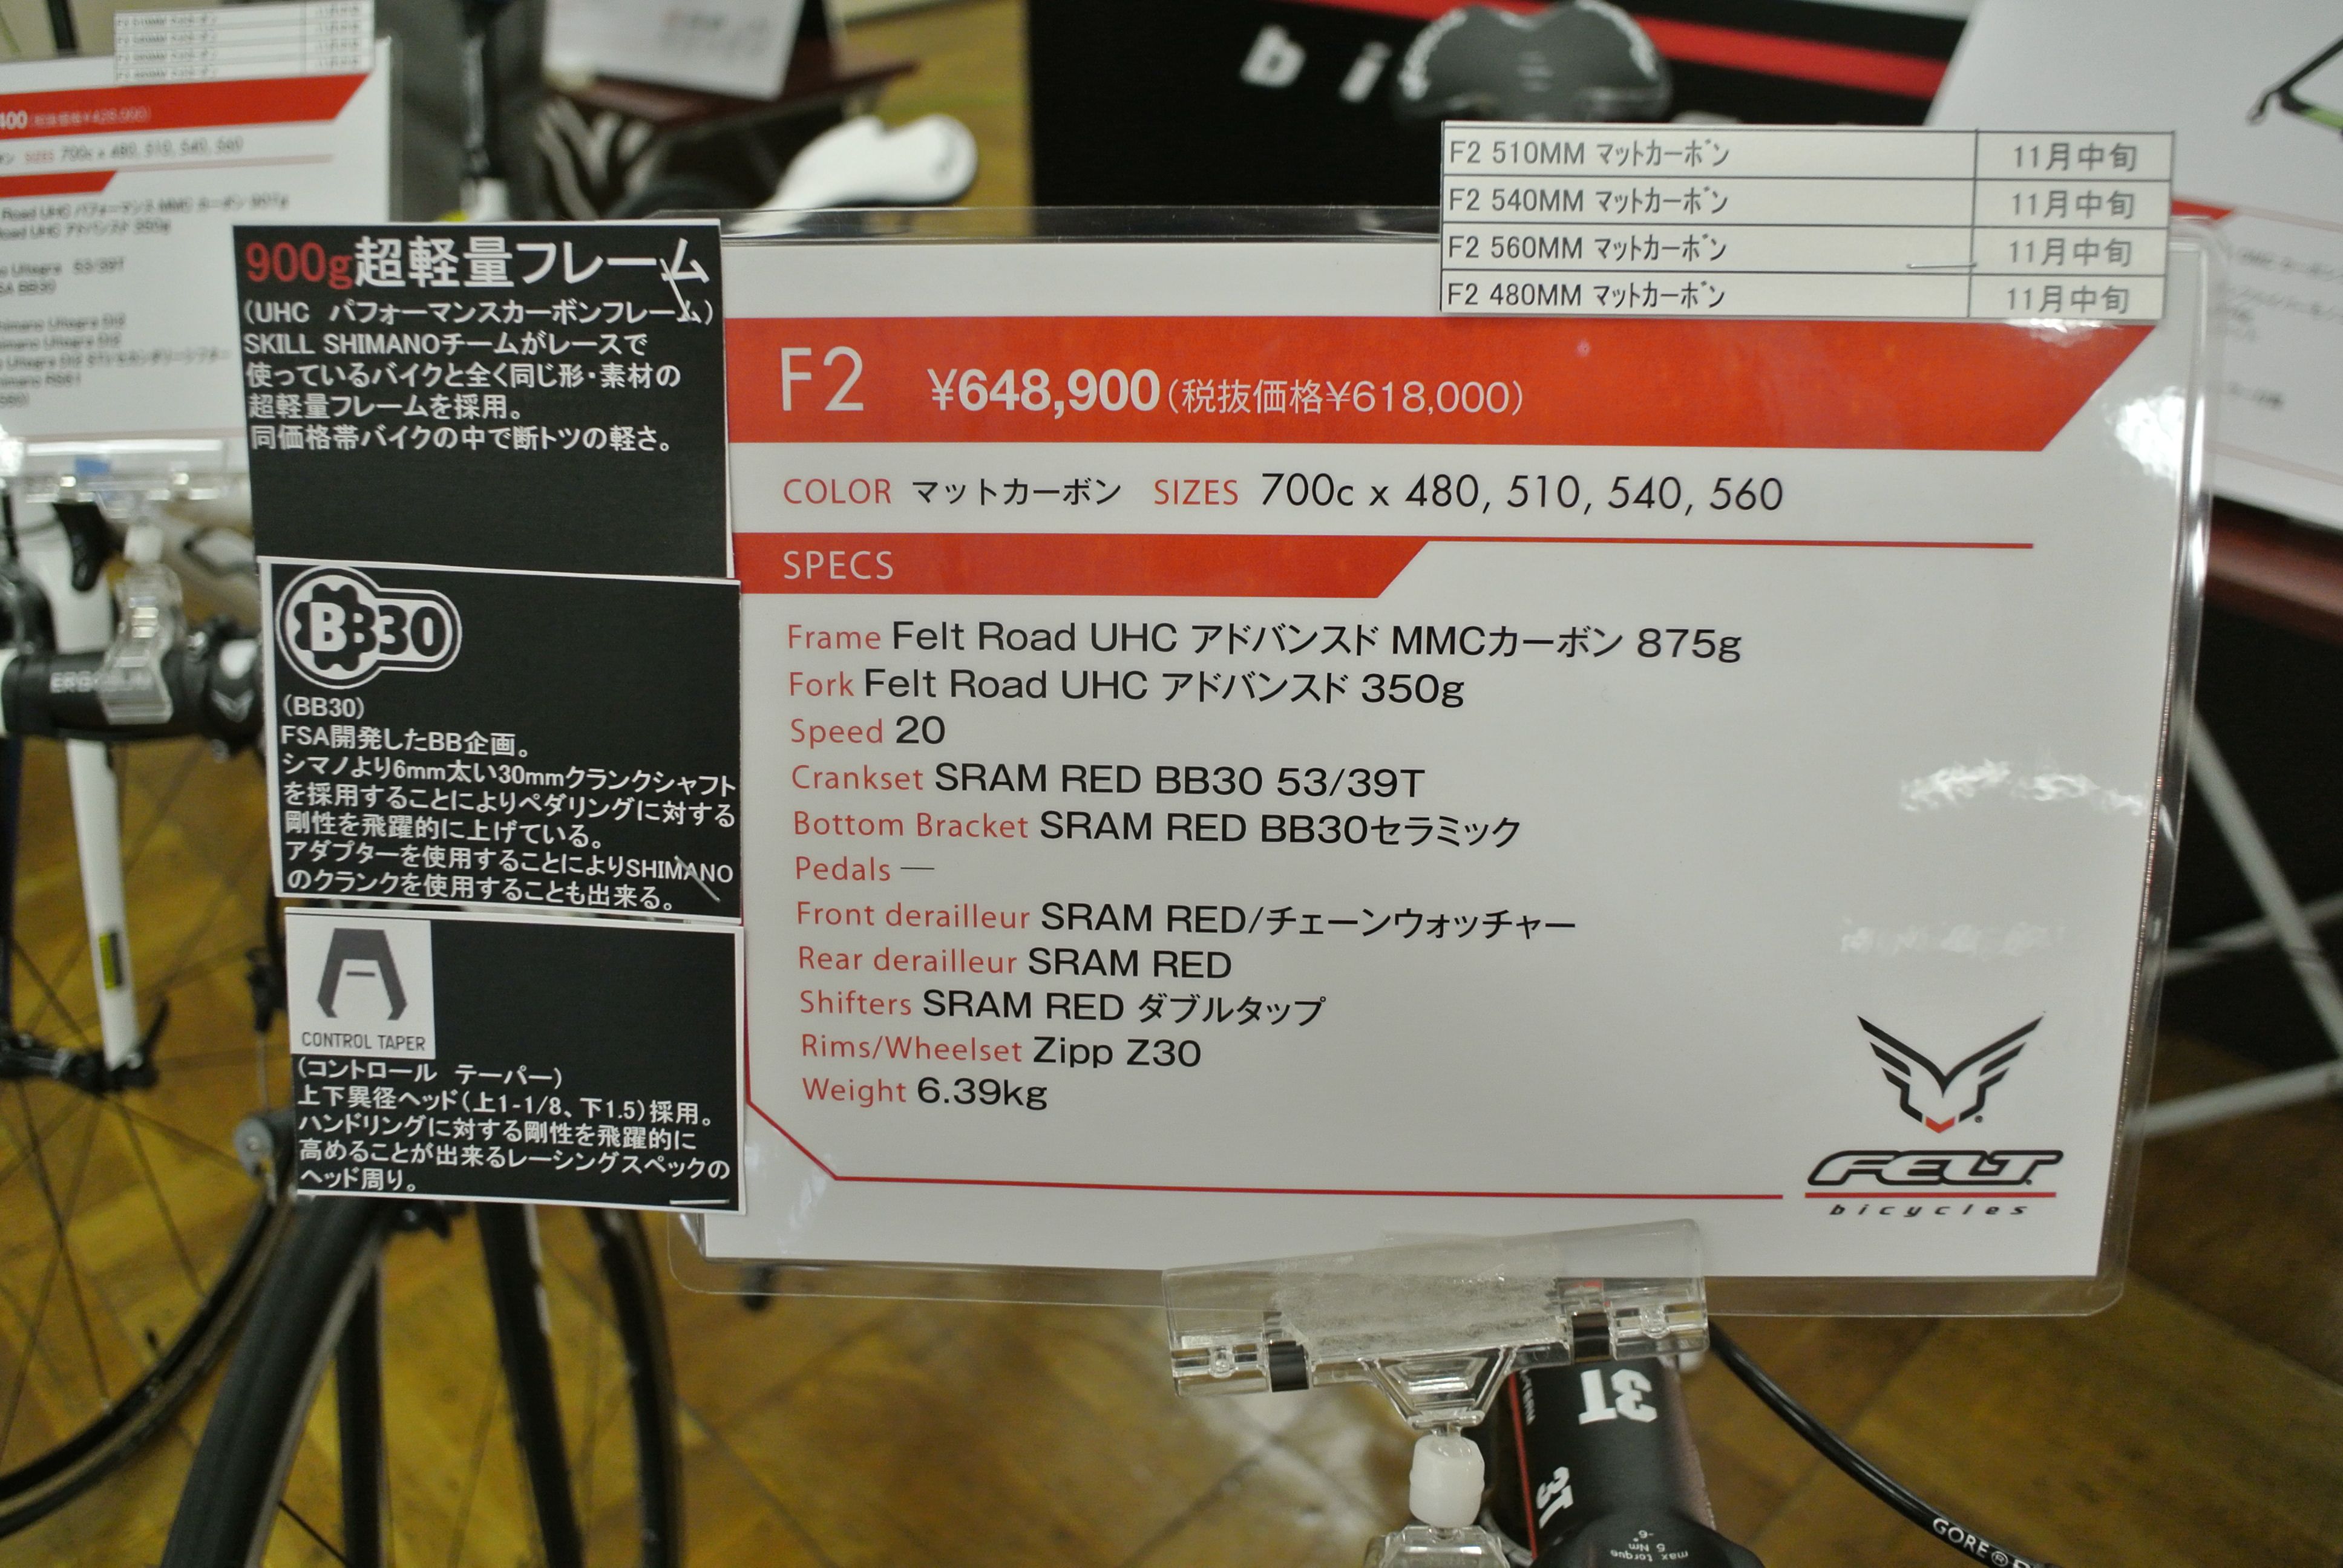 F2 510MM マットカーボン 11月中旬
F2 540MM マットカーボン 11月中旬
F2 560MM マットカーボン 11月中旬
F2 480MM マットカーボン 11月中旬
900g超軽量フレーム
(UHC パフォーマンスカーボンフレーム)
SKILL SHIMANOチームがレースで
使っているバイクと全く同じ形・素材の
超軽量フレームを採用。
同価格帯バイクの中で断トツの軽さ。
BB30
(BB30)
FSA開発したBB企画。
シマノより6mm太い30mmクランクシャフト
を採用することによりペダリングに対する
剛性を飛躍的に上げている。
アダプターを使用することによりSHIMANO
のクランクを使用することも出来る。
CONTROL TAPER
(コントロール テーパー)
上下異径ヘッド(上1-1/8、下1.5)採用。
ハンドリングに対する剛性を飛躍的に
高めることが出来るレーシングスペックの
ヘッド周り。
F2 ¥648,900(税抜価格¥618,000)
COLOR マットカーボン SIZES 700c x 480, 510, 540, 560
SPECS
Frame Felt Road UHC アドバンスド MMCカーボン 875g
Fork Felt Road UHC アドバンスド 350g
Speed 20
Crankset SRAM RED BB30 53/39T
Bottom Bracket SRAM RED BB30セラミック
Pedals —
Front derailleur SRAM RED/チェーンウォッチャー
Rear derailleur SRAM RED
Shifters SRAM RED ダブルタップ
Rims/Wheelset Zipp Z30
Weight 6.39kg
FELT
bicycles
700c x 480, 510, 540, 560
bi
3T
3T
max torque
5 Nm
GORE